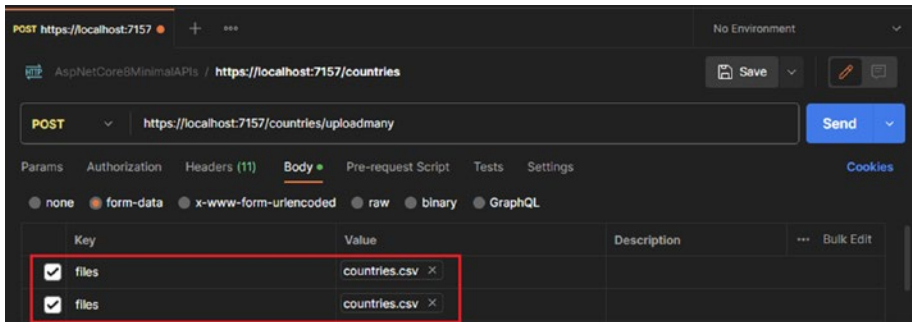 POST https://localhost:7157 No Environment
HTTP AspNetCore8MinimalAPIs / https://localhost:7157/countries Save
POST https://localhost:7157/countries/uploadmany Send
Params Authorization Headers (11) Body Pre-request Script Tests Settings Cookies
none form-data x-www-form-urlencoded raw binary GraphQL
Key Value Description Bulk Edit
files countries.csv
files countries.csv